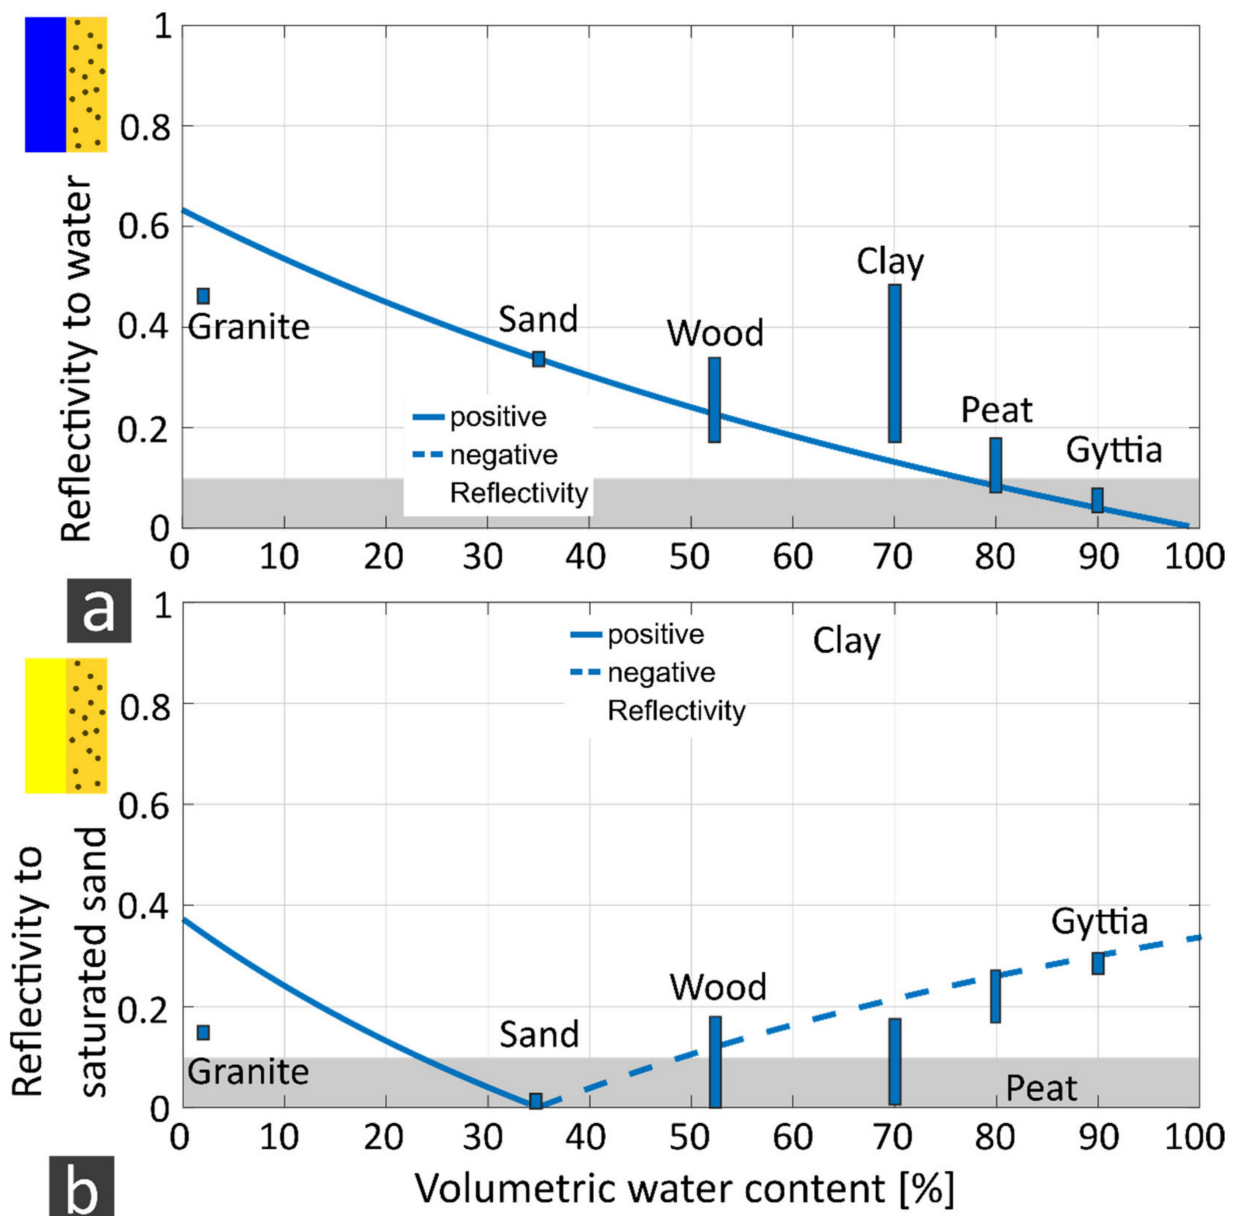 Reflectivity to water
1
0.8
0.6
0.4
0.2
0
Granite
Sand
Wood
Clay
Peat
Gyttia
positive
negative
Reflectivity
0 10 20 30 40 50 60 70 80 90 100
a
Reflectivity to
saturated sand
1
0.8
0.6
0.4
0.2
0
positive
negative
Reflectivity
Clay
Granite
Sand
Wood
Gyttia
Peat
0 10 20 30 40 50 60 70 80 90 100
b
Volumetric water content [%]